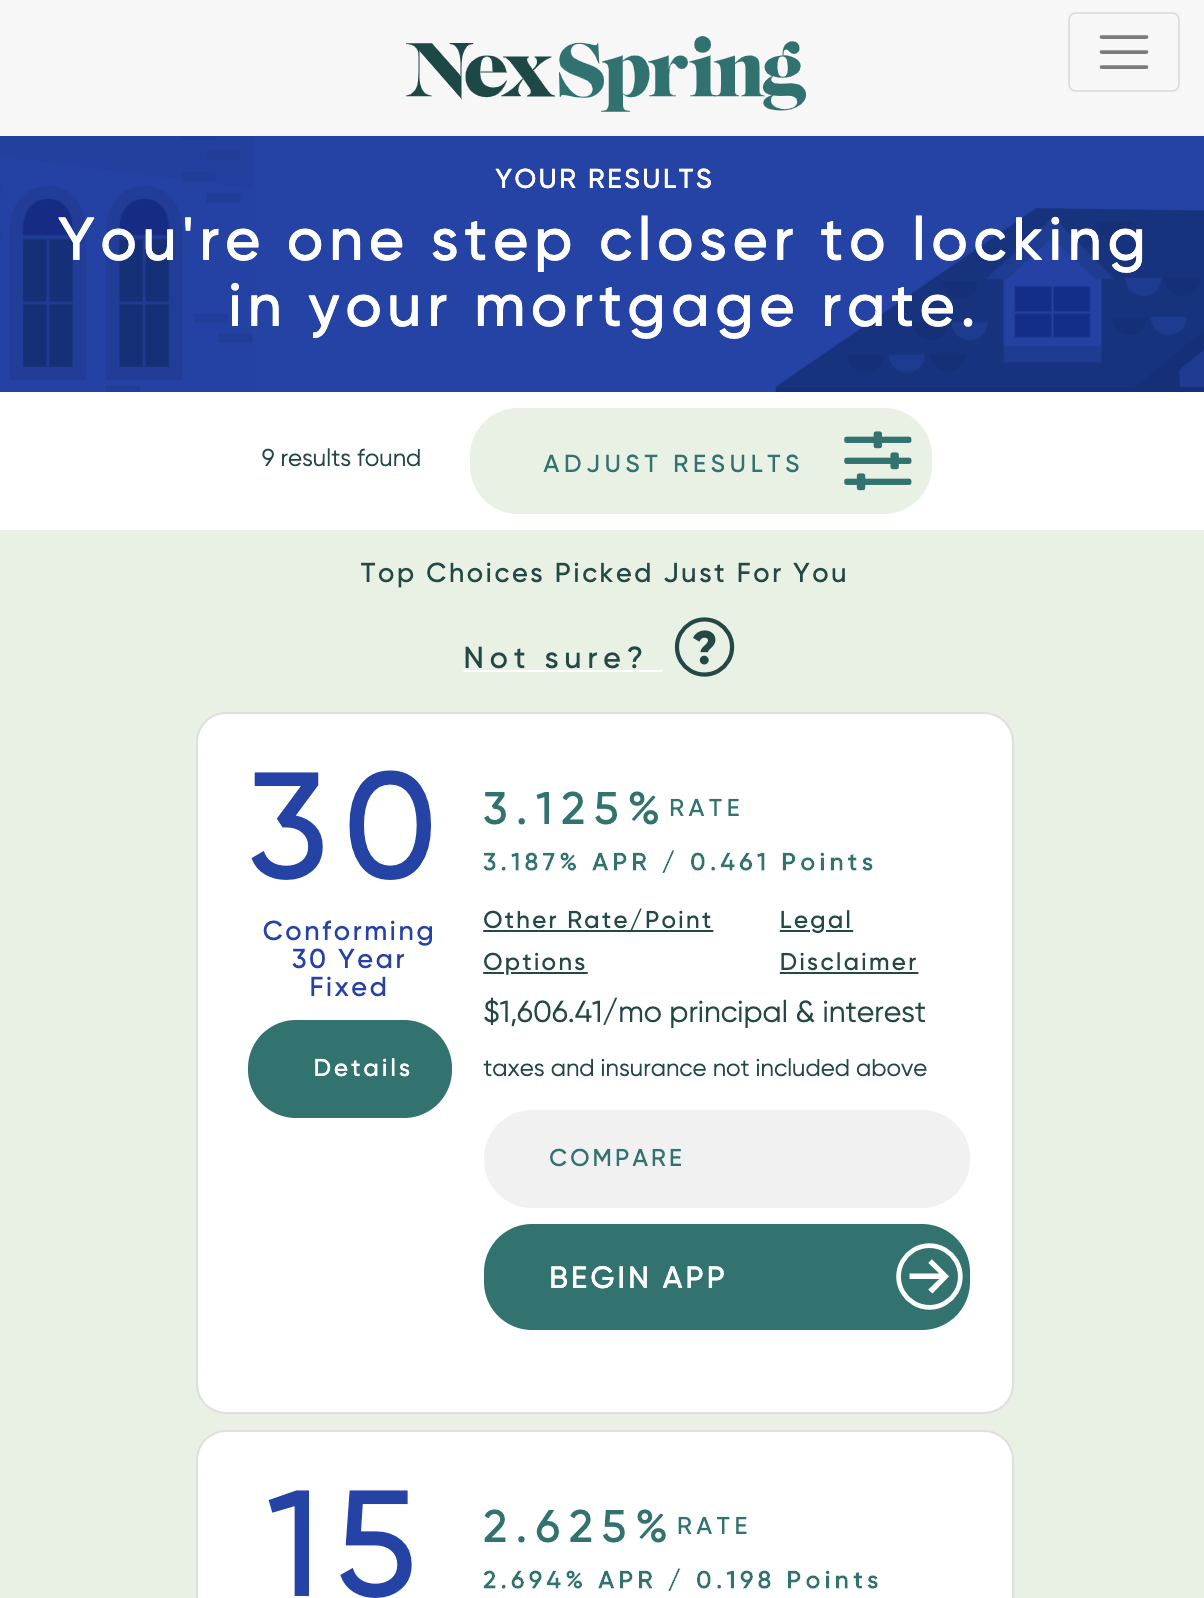 NexSpring
YOUR RESULTS
You're one step closer to locking
in your mortgage rate.
9 results found
ADJUST RESULTS
Top Choices Picked Just For You
Not sure? ?
30
3.125% RATE
3.187% APR / 0.461 Points
Conforming
30 Year
Fixed
Other Rate/Point
Options
Legal
Disclaimer
$1,606.41/mo principal & interest
Details
taxes and insurance not included above
COMPARE
BEGIN APP
15
2.625% RATE
2.694% APR / 0.198 Points